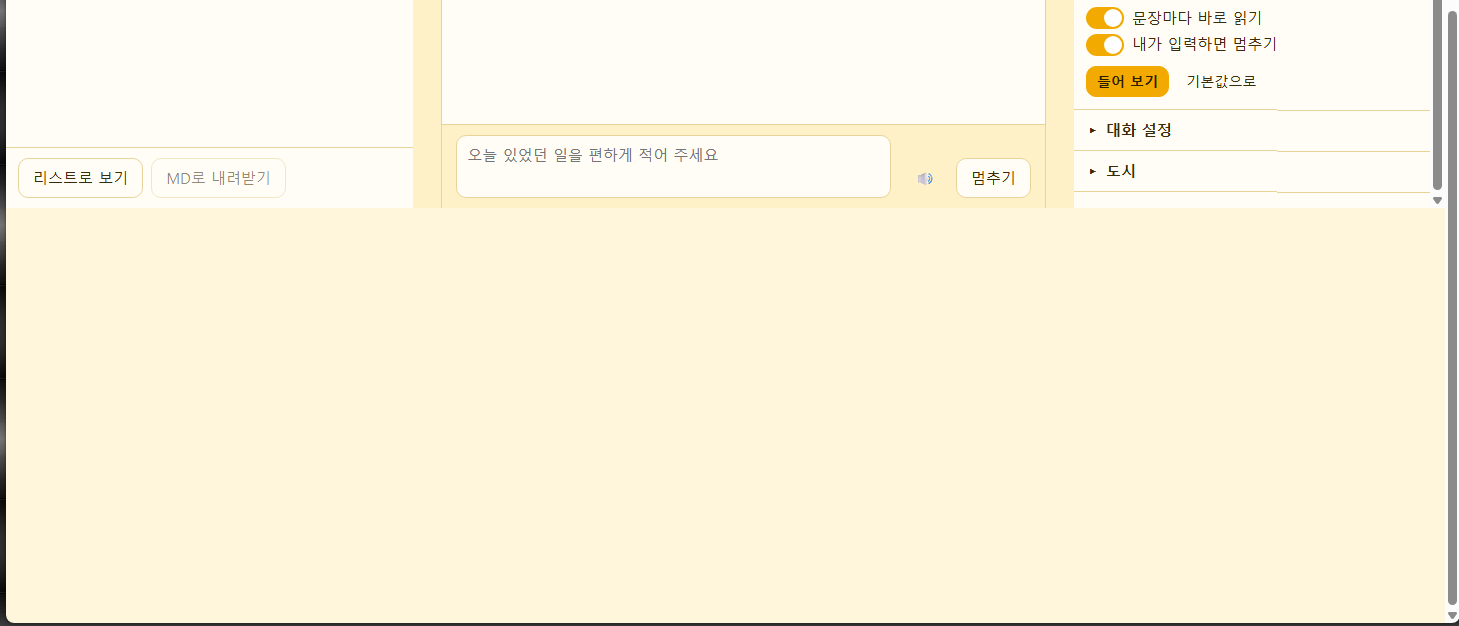 문장마다 바로 읽기
내가 입력하면 멈추기
들어 보기 기본값으로
대화 설정
도시
오늘 있었던 일을 편하게 적어 주세요
멈추기
리스트로 보기 MD로 내려받기